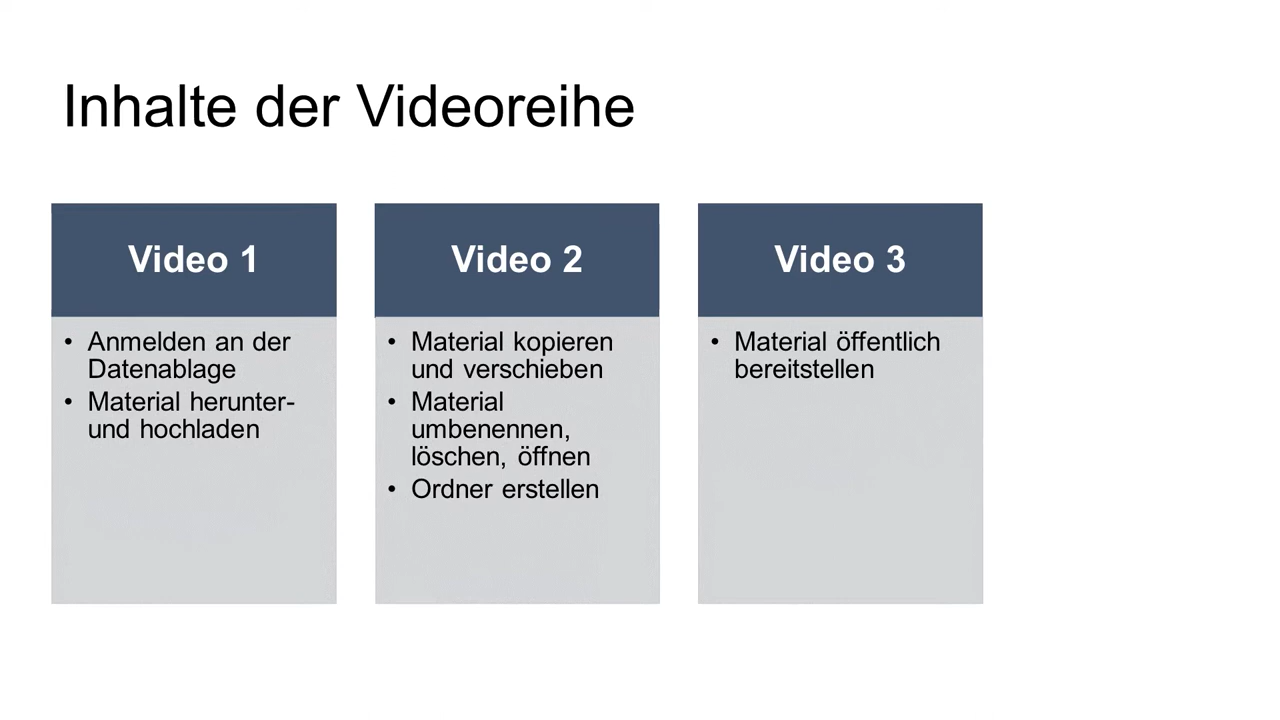 Inhalte der Videoreihe
Video 1
• Anmelden an der
Datenablage
• Material herunter-
und hochladen
Video 2
• Material kopieren
und verschieben
• Material
umbenennen,
löschen, öffnen
• Ordner erstellen
Video 3
• Material öffentlich
bereitstellen